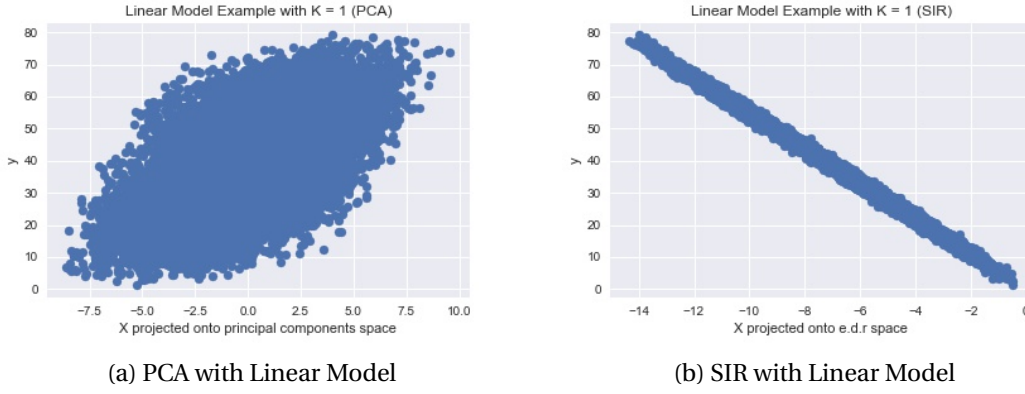 Linear Model Example with K = 1 (PCA)
80
70
60
50
40
30
20
10
0
y
−7.5 −5.0 −2.5 0.0 2.5 5.0 7.5 10.0
X projected onto principal components space
(a) PCA with Linear Model
Linear Model Example with K = 1 (SIR)
80
70
60
50
40
30
20
10
0
y
−14 −12 −10 −8 −6 −4 −2 0
X projected onto e.d.r space
(b) SIR with Linear Model